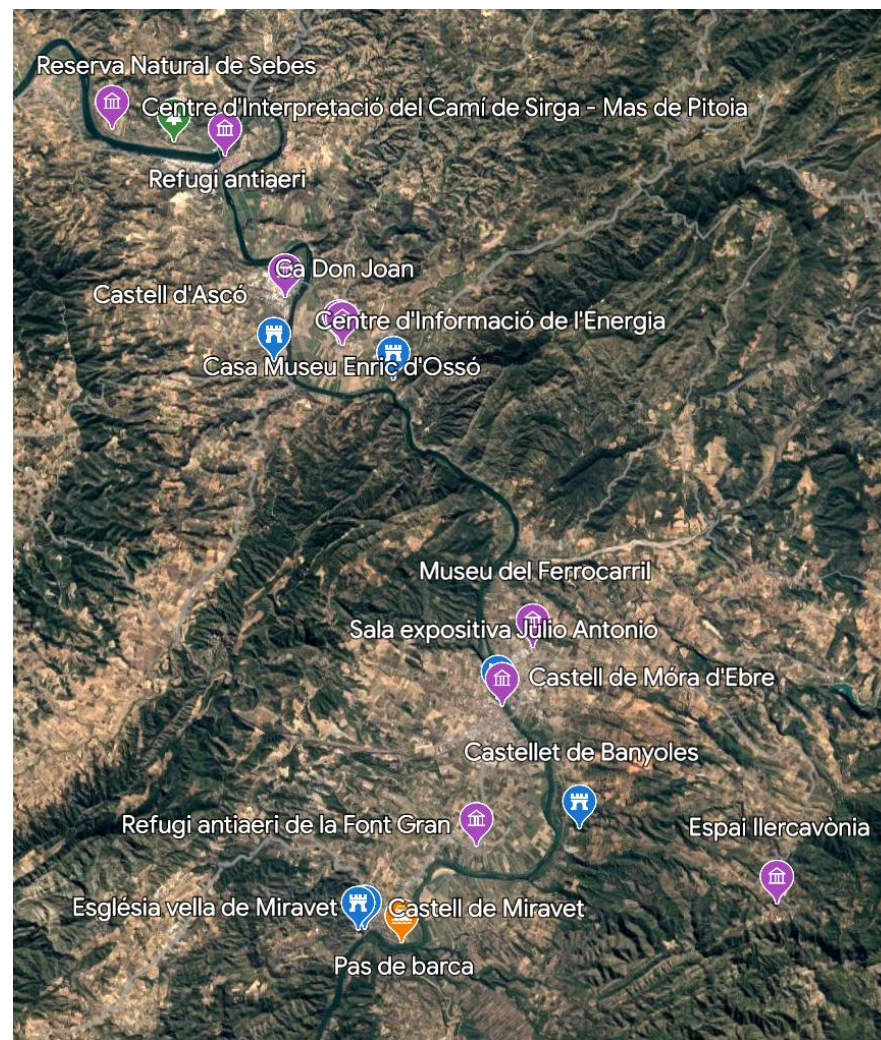 Reserva Natural de Sebes
Centre d'Interpretació del Camí de Sirga - Mas de Pitoia
Refugi antiaeri
Ca Don Joan
Castell d'Ascó
Centre d'Informació de l'Energia
Casa Museu Enric d'Ossó
Museu del Ferrocarril
Sala expositiva Julio Antonio
Castell de Móra d'Ebre
Castellet de Banyoles
Refugi antiaeri de la Font Gran
Espai Ilercavònia
Església vella de Miravet
Castell de Miravet
Pas de barca